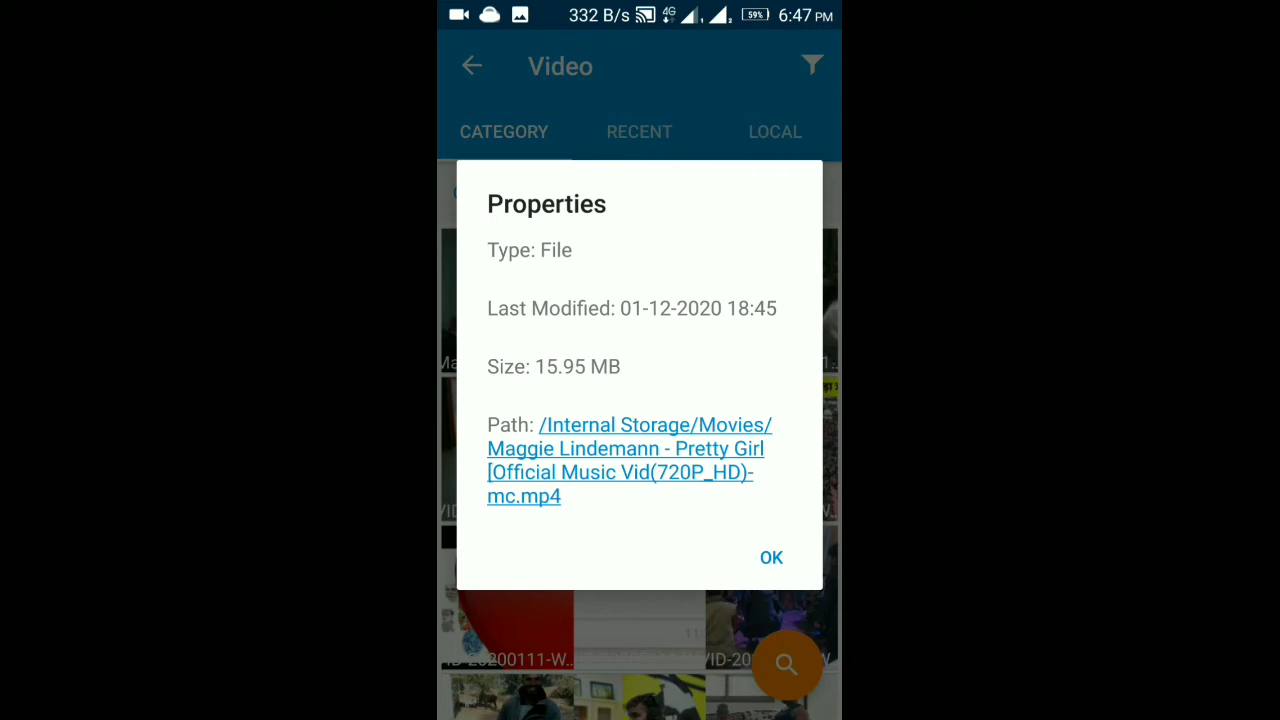 332 B/s 4G 1 2 59% 6:47 PM
Video
CATEGORY RECENT LOCAL
Properties
Type: File
Last Modified: 01-12-2020 18:45
Size: 15.95 MB
Path: /Internal Storage/Movies/
Maggie Lindemann - Pretty Girl
[Official Music Vid(720P_HD)-
mc.mp4
OK
ID-20200111-W...